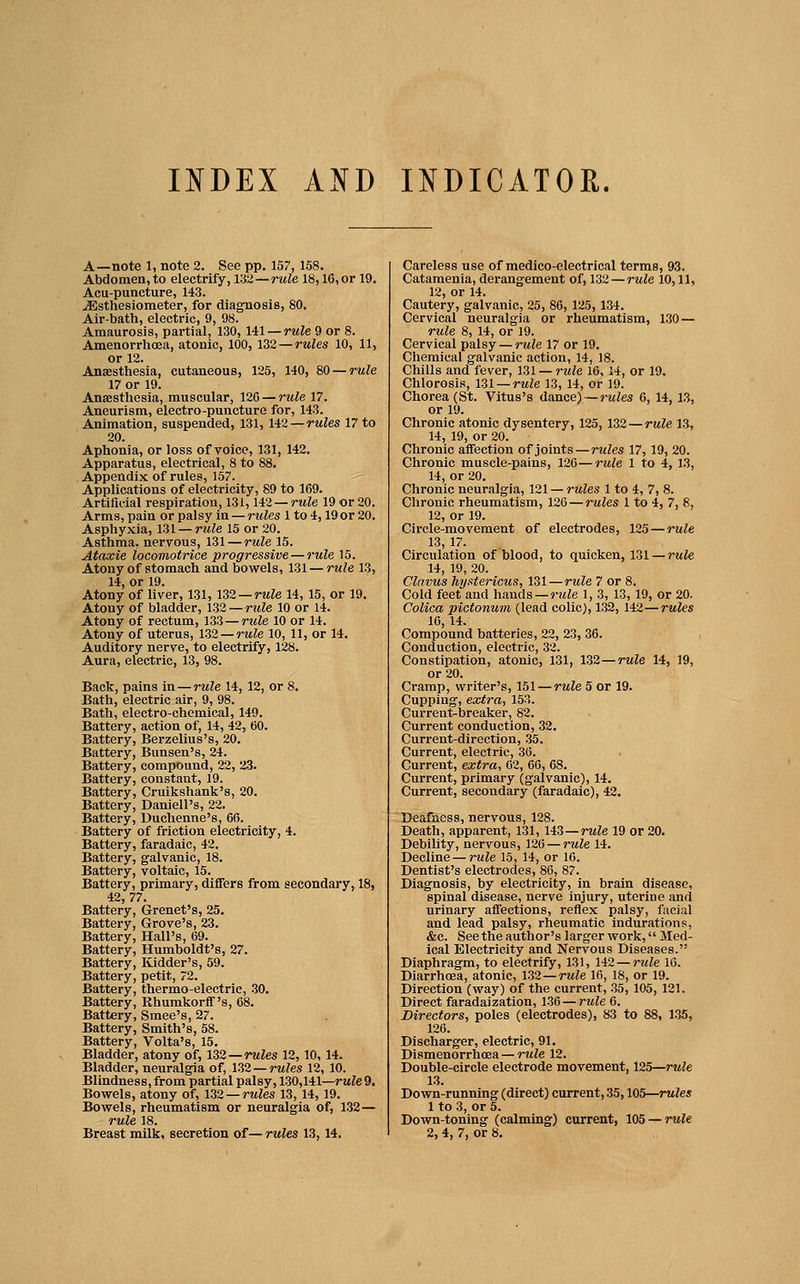 INDEX AND INDICATOR.
A—note 1, note 2. See pp. 157, 158.
Abdomen, to electrify, 132—rule 18, 16, or 19.
Acu-puncture, 143.
Æsthesiometer, for diagnosis, 80.
Air-bath, electric, 9, 98.
Amaurosis, partial, 130, 141—rule 9 or 8.
Amenorrhœa, atonic, 100, 132—rules 10, 11,
or 12.
Anæsthesia, cutaneous, 125, 140, 80—rule
17 or 19.
Anæsthesia, muscular, 126—rule 17.
Aneurism, electro-puncture for, 143.
Animation, suspended, 131, 142—rules 17 to
20.
Aphonia, or loss of voice, 131, 142.
Apparatus, electrical, 8 to 88.
Appendix of rules, 157.
Applications of electricity, 89 to 169.
Artificial respiration, 131, 142—rule 19 or 20.
Arms, pain or palsy in—rules 1 to 4, 19 or 20.
Asphyxia, 131—rule 15 or 20.
Asthma, nervous, 131—rule 15.
Ataxie locomotrice progressive—rule 15.
Atony of stomach and bowels, 131—rule 13,
14, or 19.
Atony of liver, 131, 132—rule 14, 15, or 19.
Atony of bladder, 132—rule 10 or 14.
Atony of rectum, 133—rule 10 or 14.
Atony of uterus, 132—rule 10, 11, or 14.
Auditory nerve, to electrify, 128.
Aura, electric, 13, 98.
Back, pains in—rule 14, 12, or 8.
Bath, electric air, 9, 98.
Bath, electro-chemical, 149.
Battery, action of, 14, 42, 60.
Battery, Berzelius's, 20.
Battery, Bunsen's, 24.
Battery, compound, 22, 23.
Battery, constant, 19.
Battery, Cruikshank's, 20.
Battery, Daniell's, 22.
Battery, Duchenne's, 66.
Battery of friction electricity, 4.
Battery, faradaic, 42.
Battery, galvanic, 18.
Battery, voltaic, 15.
Battery, primary, differs from secondary, 18,
42, 77.
Battery, Grenet's, 25.
Battery, Grove's, 23.
Battery, Hall's, 69.
Battery, Humboldt's, 27.
Battery, Kidder's, 59.
Battery, petit, 72.
Battery, thermo-electric, 30.
Battery, Rhumkorff's, 68.
Battery, Smee's, 27.
Battery, Smith's, 58.
Battery, Volta's, 15.
Bladder, atony of, 132—rules 12, 10, 14.
Bladder, neuralgia of, 132—rules 12, 10.
Blindness, from partial palsy, 130, 141—rule 9.
Bowels, atony of, 132—rules 13, 14, 19.
Bowels, rheumatism or neuralgia of, 132—
rule 18.
Breast milk, secretion of—rules 13, 14.
Careless use of medico-electrical terms, 93.
Catamenia, derangement of, 132—rule 10, 11,
12, or 14.
Cautery, galvanic, 25, 86, 125, 134.
Cervical neuralgia or rheumatism, 130—
rule 8, 14, or 19.
Cervical palsy—rule 17 or 19.
Chemical galvanic action, 14, 18.
Chills and fever, 131—rule 16, 14, or 19.
Chlorosis, 131—rule 13, 14, or 19.
Chorea (St. Vitus's dance)—rules 6, 14, 13,
or 19.
Chronic atonic dysentery, 125, 132—rule 13,
14, 19, or 20.
Chronic affection of joints—rules 17, 19, 20.
Chronic muscle-pains, 126—rule 1 to 4, 13,
14, or 20.
Chronic neuralgia, 121—rules 1 to 4, 7, 8.
Chronic rheumatism, 126—rules 1 to 4, 7, 8,
12, or 19.
Circle-movement of electrodes, 125—rule
13, 17.
Circulation of blood, to quicken, 131—rule
14, 19, 20.
Clavus hystericus, 131—rule 7 or 8.
Cold feet and hands—rule 1, 3, 13, 19, or 20.
Colica pictonum (lead colic), 132, 142—rules
16, 14.
Compound batteries, 22, 23, 36.
Conduction, electric, 32.
Constipation, atonic, 131, 132—rule 14, 19,
or 20.
Cramp, writer's, 151—rule 5 or 19.
Cupping, extra, 153.
Current-breaker, 82.
Current conduction, 32.
Current-direction, 35.
Current, electric, 36.
Current, extra, 62, 66, 68.
Current, primary (galvanic), 14.
Current, secondary (faradaic), 42.
Deafness, nervous, 128.
Death, apparent, 131, 143—rule 19 or 20.
Debility, nervous, 126—rule 14.
Decline—rule 15, 14, or 16.
Dentist's electrodes, 86, 87.
Diagnosis, by electricity, in brain disease,
spinal disease, nerve injury, uterine and
urinary affections, reflex palsy, facial
and lead palsy, rheumatic indurations,
&c. See the author's larger work, "Med-
ical Electricity and Nervous Diseases."
Diaphragm, to electrify, 131, 142—rule 16.
Diarrhœa, atonic, 132—rule 16, 18, or 19.
Direction (way) of the current, 35, 105, 121.
Direct faradaization, 136—rule 6.
Directors, poles (electrodes), 83 to 88, 135,
126.
Discharger, electric, 91.
Dismenorrhœa—rule 12.
Double-circle electrode movement, 125—rule
13.
Down-running (direct) current, 35, 105—rules
1 to 3, or 5.
Down-toning (calming) current, 105—rule
2, 4, 7, or 8.